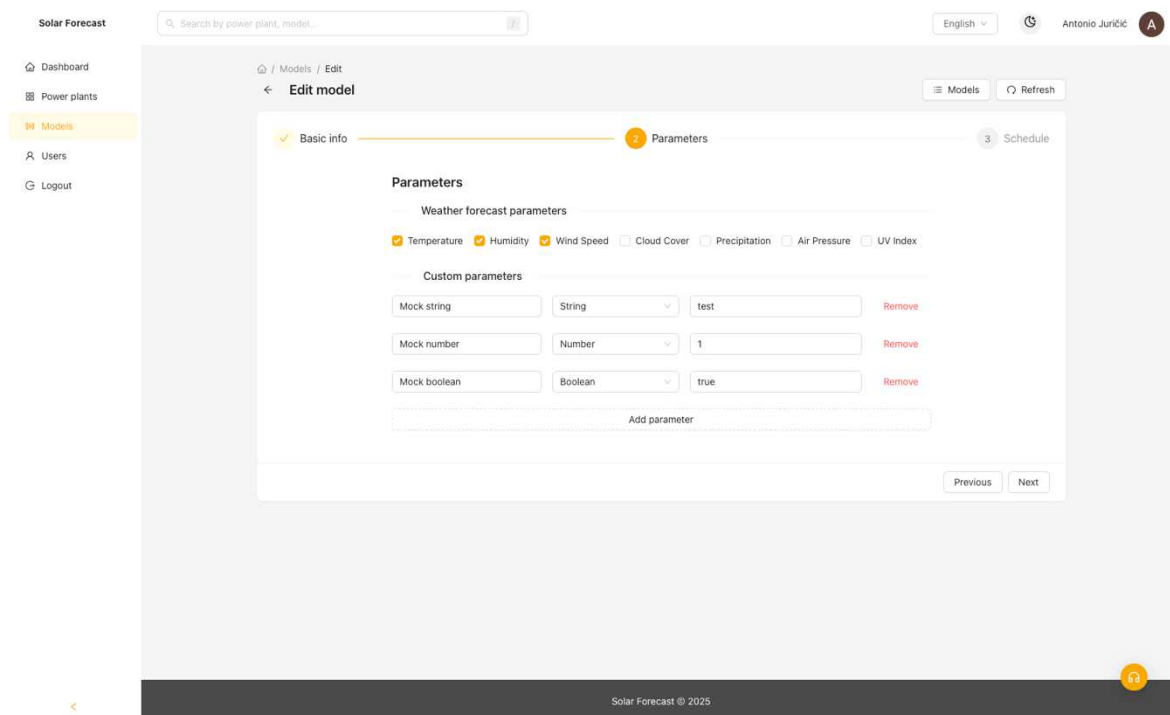 Solar Forecast
Search by power plant, model...
/
English
Antonio Juričić
A
Dashboard
Power plants
Models
Users
Logout
/ Models / Edit
Edit model
Models
Refresh
Basic info
2 Parameters
3 Schedule
Parameters
Weather forecast parameters
Temperature Humidity Wind Speed Cloud Cover Precipitation Air Pressure UV Index
Custom parameters
Mock string String test Remove
Mock number Number 1 Remove
Mock boolean Boolean true Remove
Add parameter
Previous Next
Solar Forecast © 2025